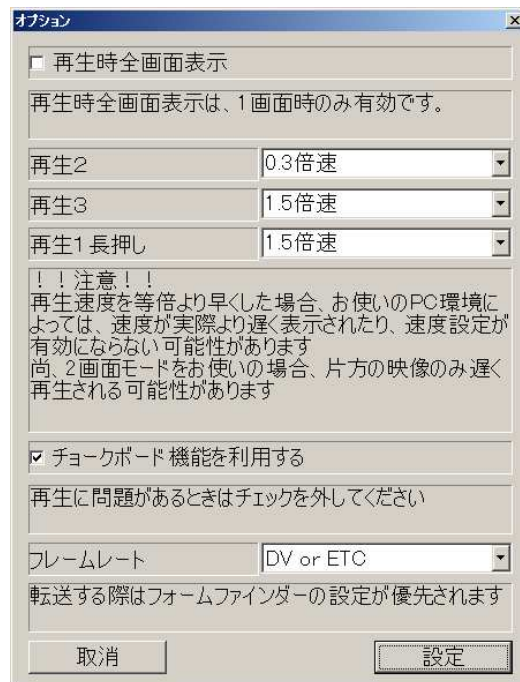 オプション
再生時全画面表示
再生時全画面表示は、1画面時のみ有効です。
再生2 0.3倍速
再生3 1.5倍速
再生1長押し 1.5倍速
！！注意！！
再生速度を等倍より早くした場合、お使いのPC環境に
よっては、速度が実際より遅く表示されたり、速度設定が
有効にならない可能性があります
尚、2画面モードをお使いの場合、片方の映像のみ遅く
再生される可能性があります
チョークボード機能を利用する
再生に問題があるときはチェックを外してください
フレームレート DV or ETC
転送する際はフォームファインダーの設定が優先されます
取消 設定